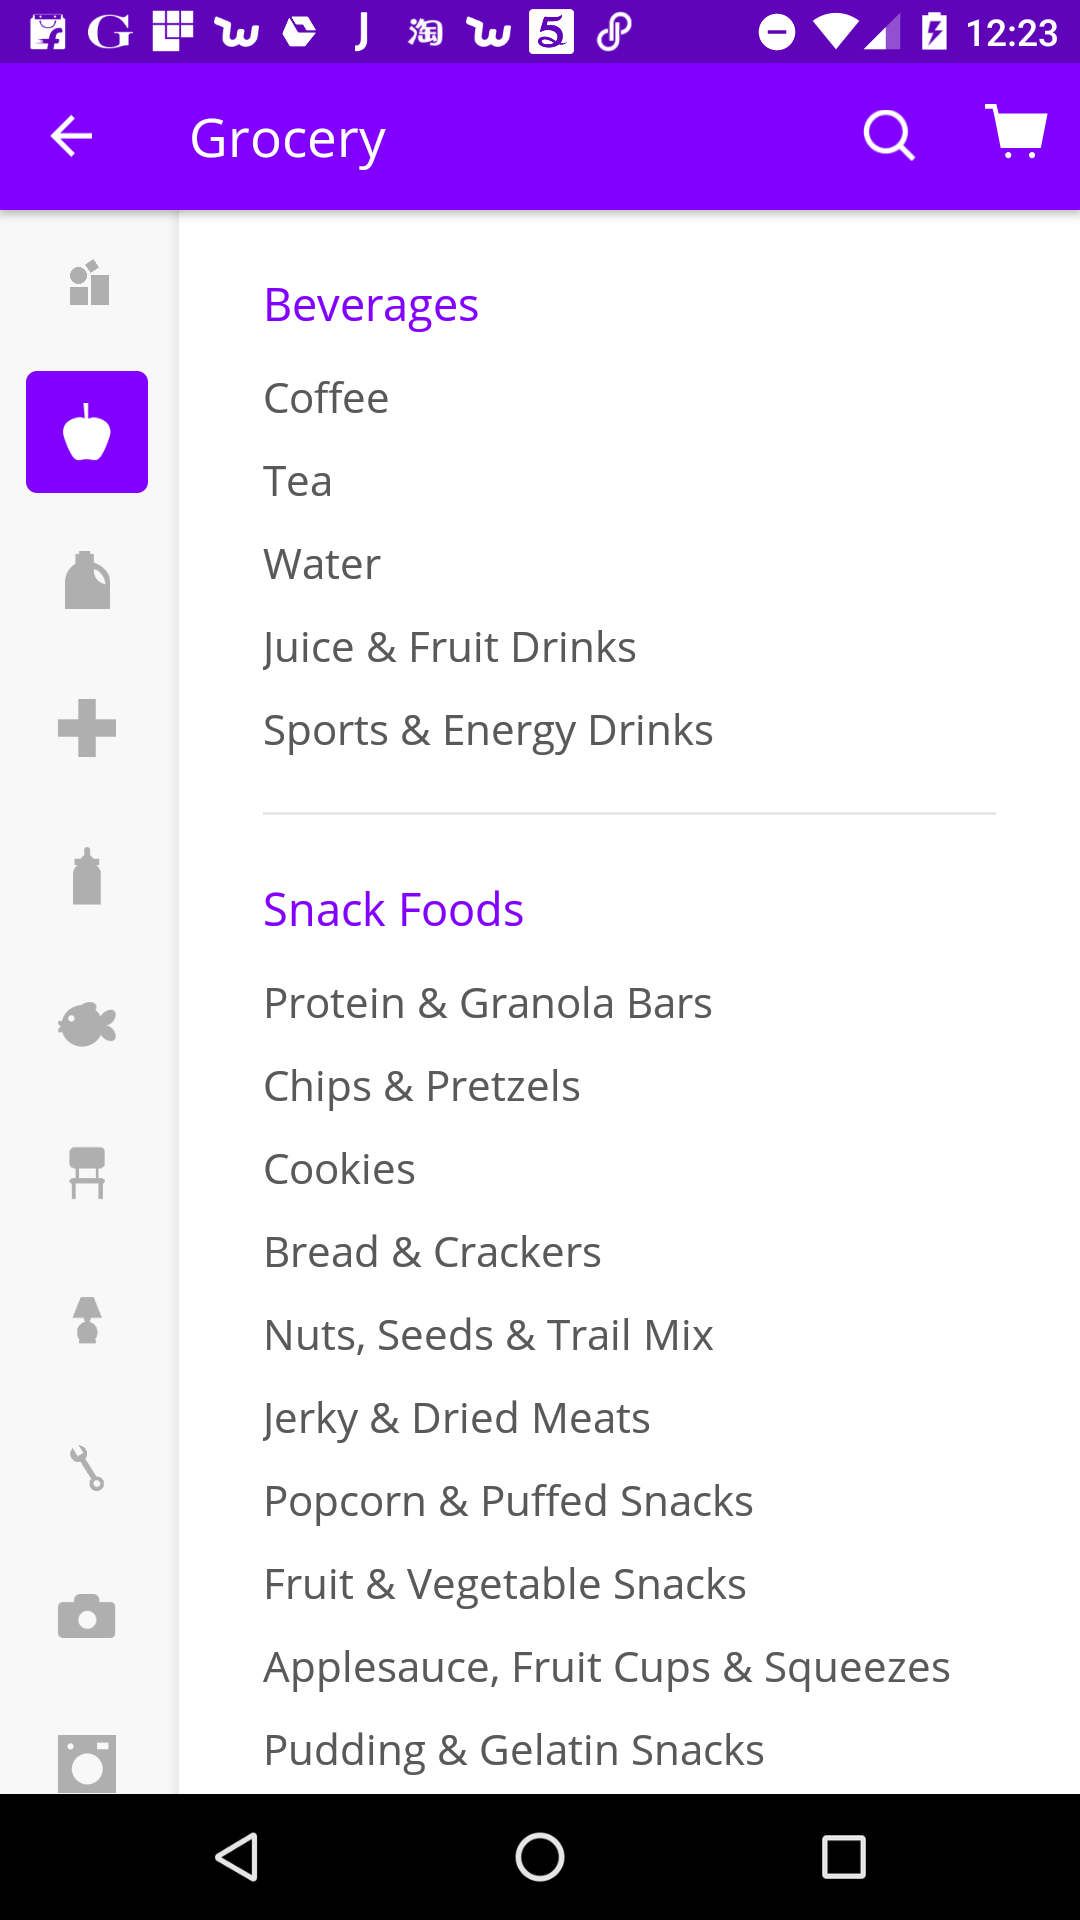 G J 淘 5 12:23
Grocery
Beverages
Coffee
Tea
Water
Juice & Fruit Drinks
Sports & Energy Drinks
Snack Foods
Protein & Granola Bars
Chips & Pretzels
Cookies
Bread & Crackers
Nuts, Seeds & Trail Mix
Jerky & Dried Meats
Popcorn & Puffed Snacks
Fruit & Vegetable Snacks
Applesauce, Fruit Cups & Squeezes
Pudding & Gelatin Snacks